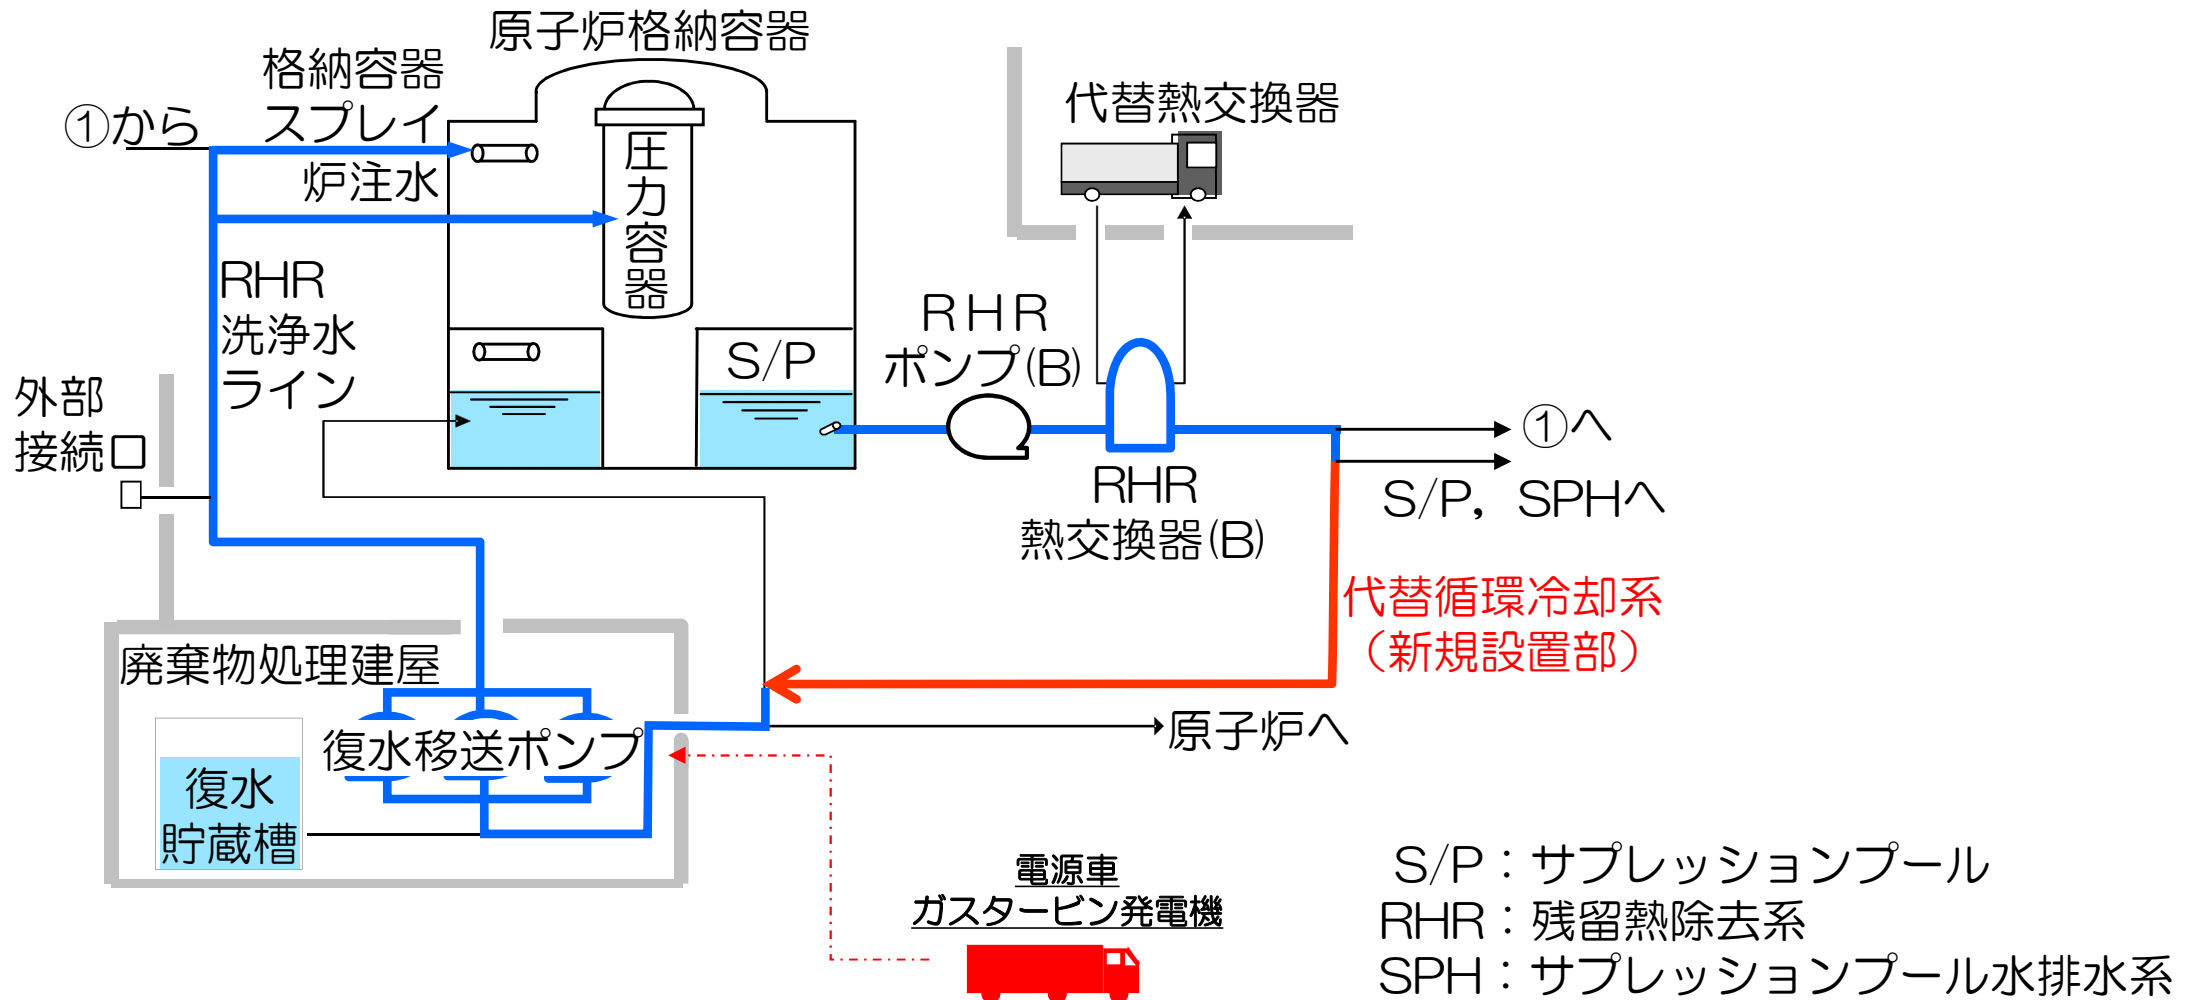 原子炉格納容器
格納容器
スプレイ
①から
炉注水
圧力容器
代替熱交換器
RHR
洗浄水
ライン
外部
接続口
S/P
RHR
ポンプ(B)
RHR
熱交換器(B)
①へ
S/P, SPHへ
代替循環冷却系
(新規設置部)
廃棄物処理建屋
復水移送ポンプ
復水
貯蔵槽
原子炉へ
電源車
ガスタービン発電機
S/P:サプレッションプール
RHR:残留熱除去系
SPH:サプレッションプール水排水系